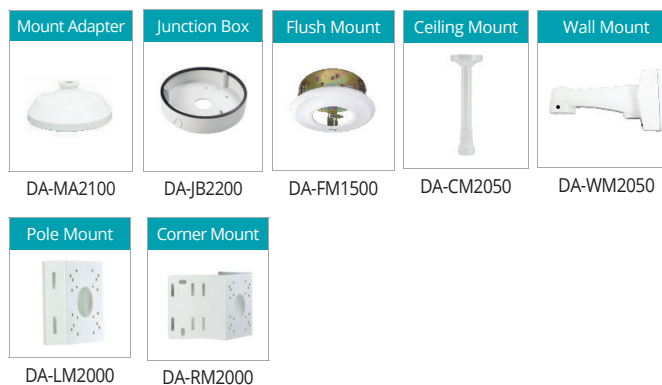 Mount Adapter
Junction Box
Flush Mount
Ceiling Mount
Wall Mount
DA-MA2100
DA-JB2200
DA-FM1500
DA-CM2050
DA-WM2050
Pole Mount
Corner Mount
DA-LM2000
DA-RM2000